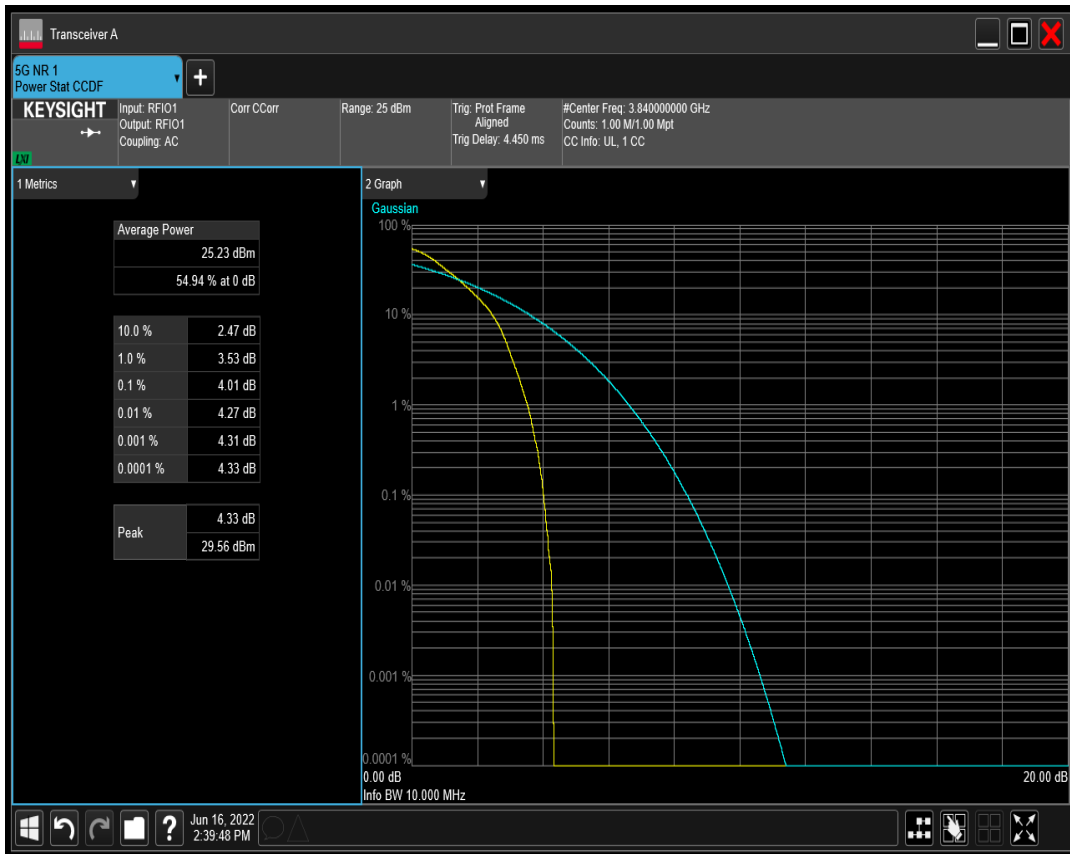 Transceiver A
5G NR 1
Power Stat CCDF
+
KEYSIGHT
LXI
Input: RFIO1
Output: RFIO1
Coupling: AC
Corr CCorr
Range: 25 dBm
Trig: Prot Frame
Aligned
Trig Delay: 4.450 ms
#Center Freq: 3.840000000 GHz
Counts: 1.00 M/1.00 Mpt
CC Info: UL, 1 CC
1 Metrics
Average Power
25.23 dBm
54.94 % at 0 dB
10.0 % 2.47 dB
1.0 % 3.53 dB
0.1 % 4.01 dB
0.01 % 4.27 dB
0.001 % 4.31 dB
0.0001 % 4.33 dB
Peak
4.33 dB
29.56 dBm
2 Graph
Gaussian
100 %
10 %
1 %
0.1 %
0.01 %
0.001 %
0.0001 %
0.00 dB 20.00 dB
Info BW 10.000 MHz
?
Jun 16, 2022
2:39:48 PM